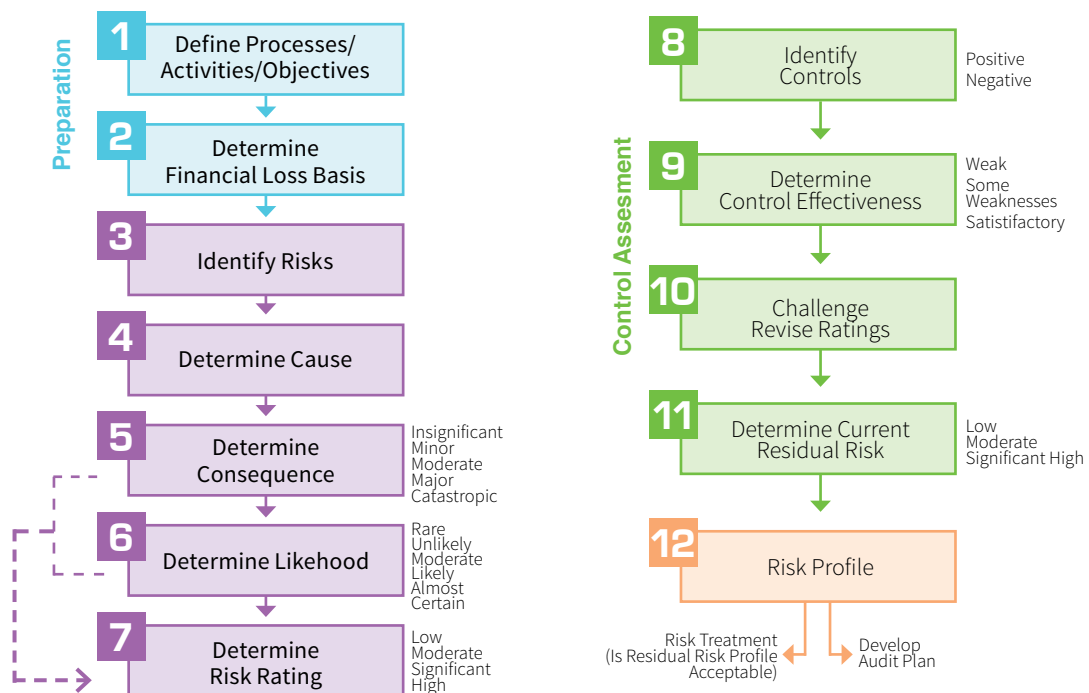 Preparation
1
Define Processes/
Activities/Objectives
2
Determine
Financial Loss Basis
3
Identify Risks
4
Determine Cause
5
Determine
Consequence
Insignificant
Minor
Moderate
Major
Catastropic
6
Determine Likehood
Rare
Unlikely
Moderate
Likely
Almost
Certain
7
Determine
Risk Rating
Low
Moderate
Significant
High
Control Assesment
8
Identify
Controls
Positive
Negative
9
Determine
Control Effectiveness
Weak
Some
Weaknesses
Satistifactory
10
Challenge
Revise Ratings
11
Determine Current
Residual Risk
Low
Moderate
Significant High
12
Risk Profile
Risk Treatment
(Is Residual Risk Profile
Acceptable)
Develop
Audit Plan